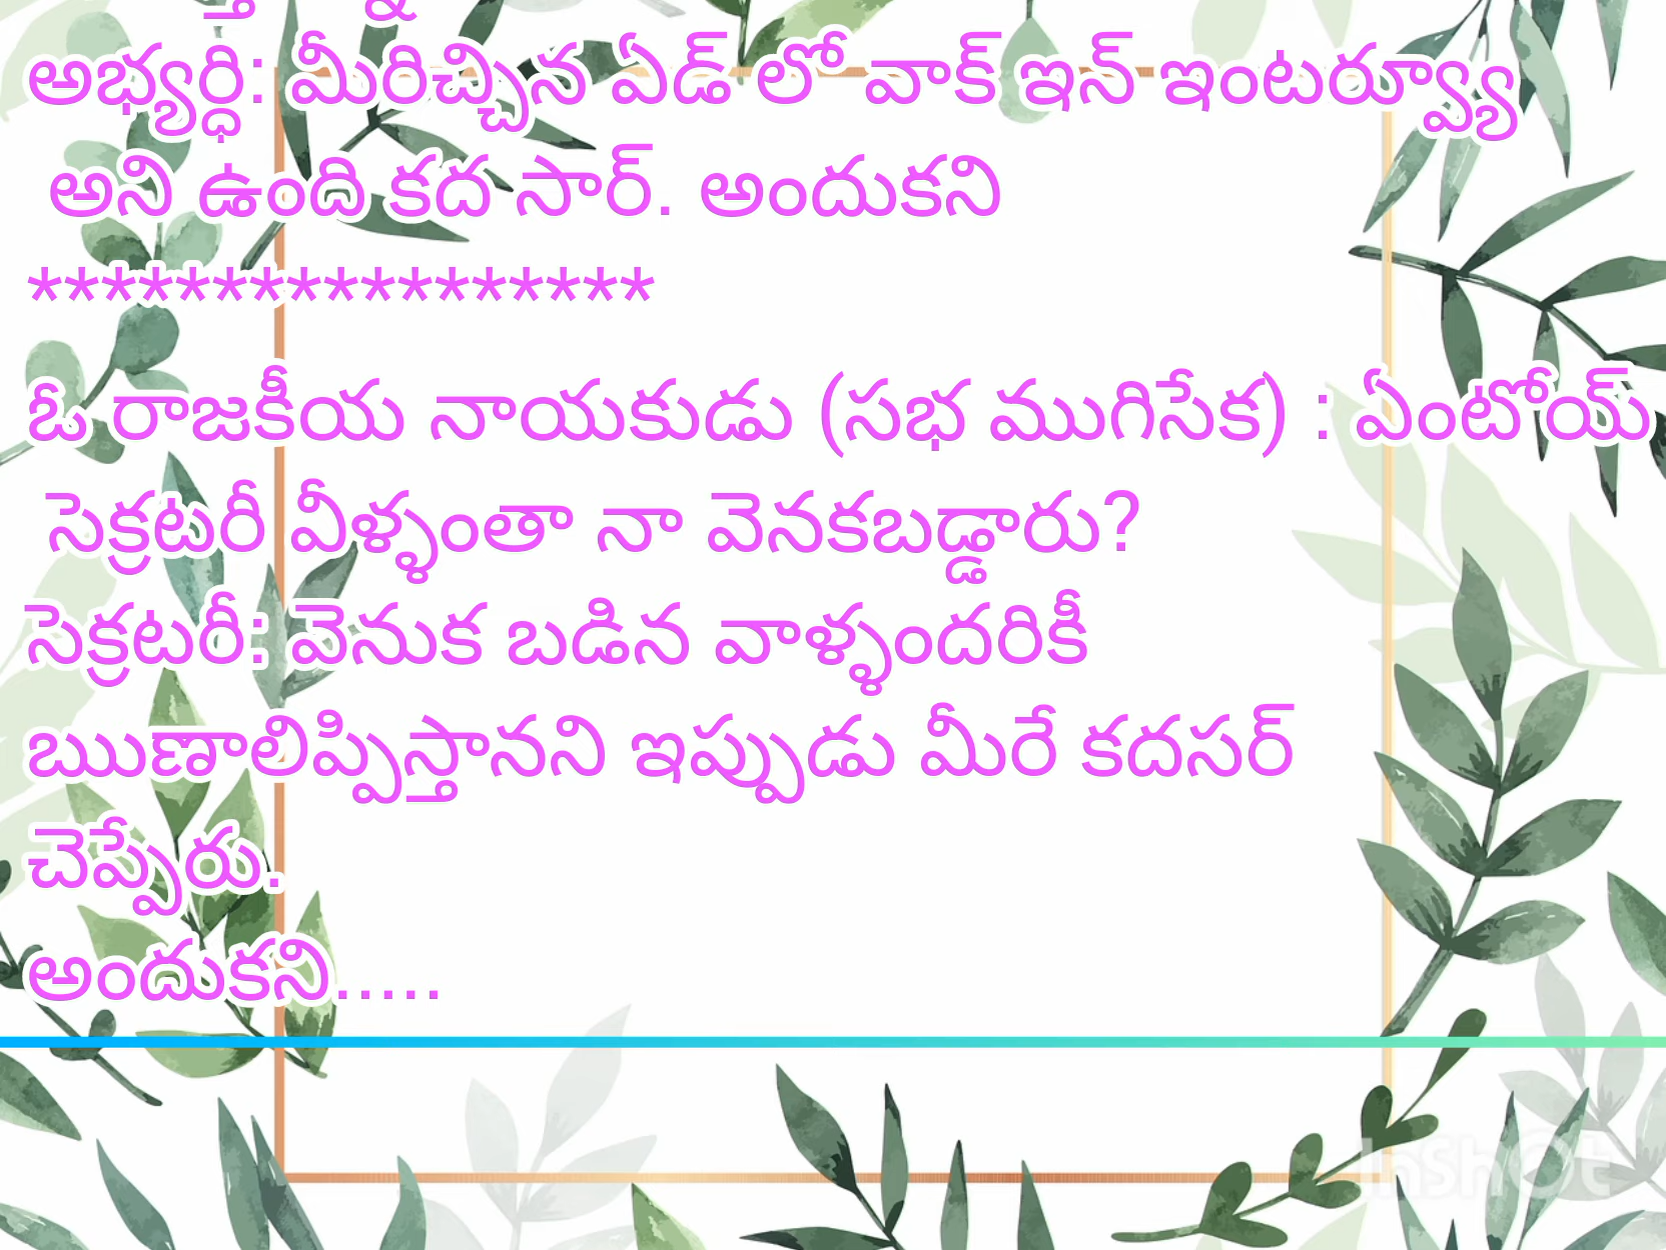 అభ్యర్ధి: మీరిచ్చిన ఏడ్ లో వాక్ ఇన్ ఇంటర్వ్యూ
అని ఉంది కద సార్. అందుకని
*****************
ఓ రాజకీయ నాయకుడు (సభ ముగిసేక) : ఏంటోయ్
సెక్రటరీ వీళ్ళంతా నా వెనకబడ్డారు?
సెక్రటరీ: వెనుక బడిన వాళ్ళందరికీ
ఋణాలిప్పిస్తానని ఇప్పుడు మీరే కదసర్
చెప్పేరు.
అందుకని.....
InShOt